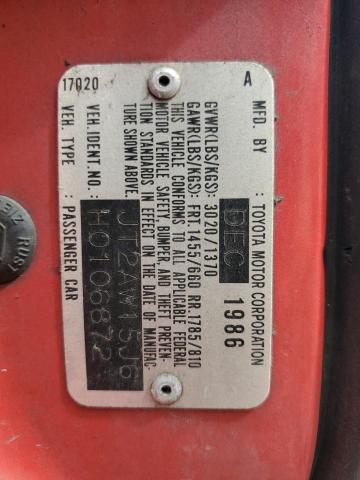 MFD. BY : TOYOTA MOTOR CORPORATION
DEC 1986
GVWR(LBS/KGS): 3020/1370
GAWR(LBS/KGS): FR1.1455/660 RR.1785/810
THIS VEHICLE CONFORMS TO ALL APPLICABLE FEDERAL
MOTOR VEHICLE SAFETY, BUMPER, AND THEFT PREVEN-
TION STANDARDS IN EFFECT ON THE DATE OF MANUFAC-
TURE SHOWN ABOVE.
JT2AW15J6
VEH. IDENT. NO.: H0106872
VEH. TYPE : PASSENGER CAR
A
17020
RUST